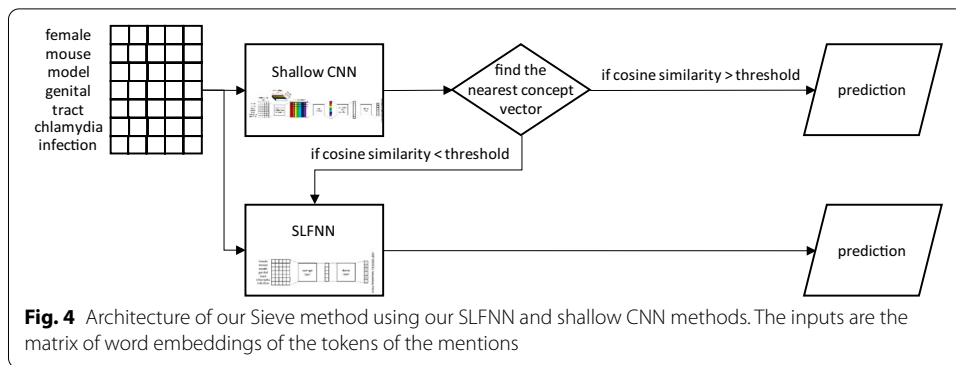 female
mouse
model
genital
tract
chlamydia
infection
Shallow CNN
find the
nearest concept
vector
if cosine similarity > threshold
prediction
if cosine similarity < threshold
SLFNN
prediction
Fig. 4 Architecture of our Sieve method using our SLFNN and shallow CNN methods. The inputs are the
matrix of word embeddings of the tokens of the mentions